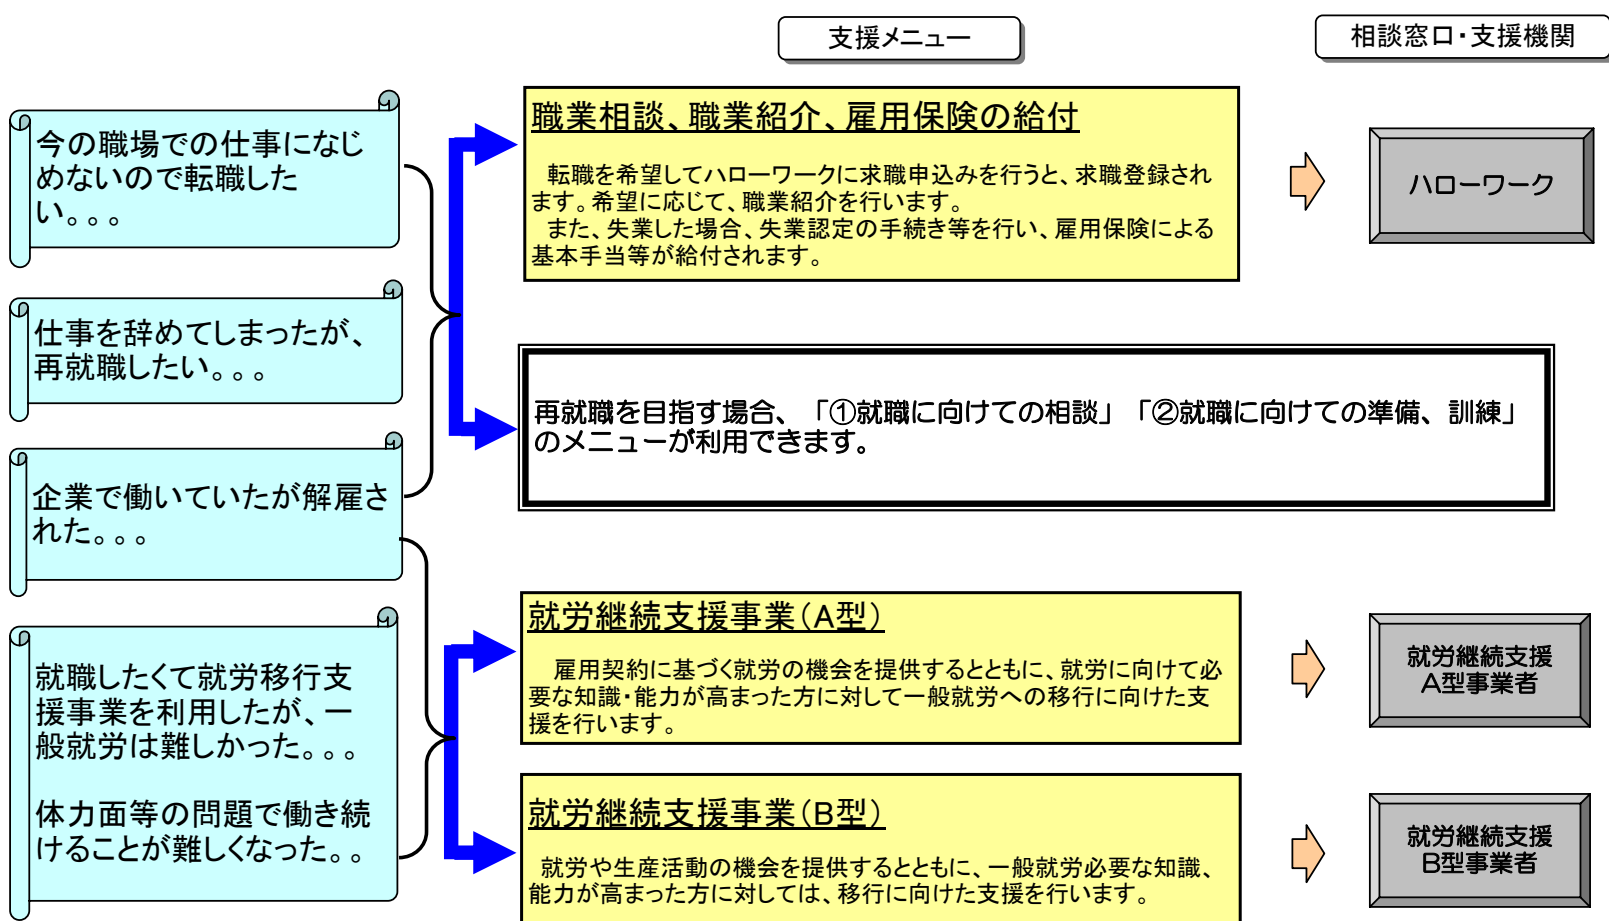 支援メニュー
相談窓口・支援機関
今の職場での仕事になじ
めないので転職した
い。。。
仕事を辞めてしまったが、
再就職したい。。。
企業で働いていたが解雇さ
れた。。。
就職したくて就労移行支
援事業を利用したが、一
般就労は難しかった。。。
体力面等の問題で働き続
けることが難しくなった。。
職業相談、職業紹介、雇用保険の給付
転職を希望してハローワークに求職申込みを行うと、求職登録され
ます。希望に応じて、職業紹介を行います。
また、失業した場合、失業認定の手続き等を行い、雇用保険による
基本手当等が給付されます。
ハローワーク
再就職を目指す場合、「①就職に向けての相談」「②就職に向けての準備、訓練」
のメニューが利用できます。
就労継続支援事業(A型)
雇用契約に基づく就労の機会を提供するとともに、就労に向けて必
要な知識・能力が高まった方に対して一般就労への移行に向けた支
援を行います。
就労継続支援
A型事業者
就労継続支援事業(B型)
就労や生産活動の機会を提供するとともに、一般就労必要な知識、
能力が高まった方に対しては、移行に向けた支援を行います。
就労継続支援
B型事業者